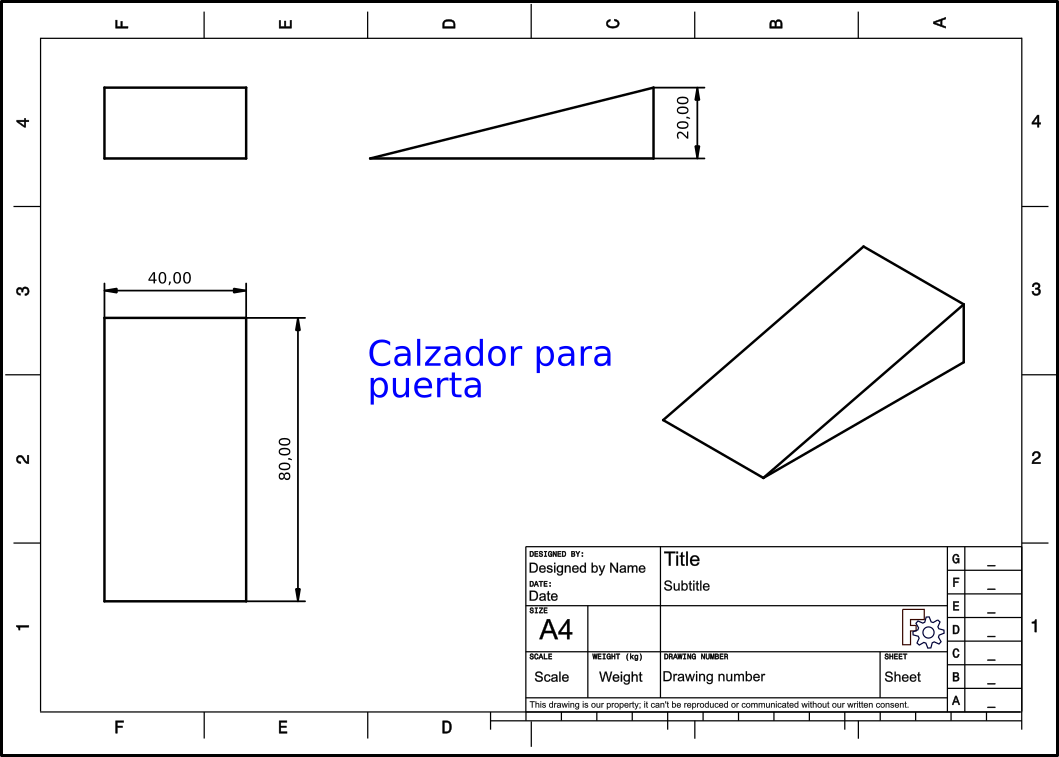 F E D C B A
4 4
20,00
3 3
40,00
Calzador para
puerta
80,00
2 2
DESIGNED BY:
Designed by Name
DATE:
Date
Title
Subtitle
SIZE
A4
SCALE
Scale
WEIGHT (kg)
Weight
DRAWING NUMBER
Drawing number
SHEET
Sheet
This drawing is our property; it can't be reproduced or communicated without our written consent.
G _
F _
E _
D _
C _
B _
A _
1 1
F E D